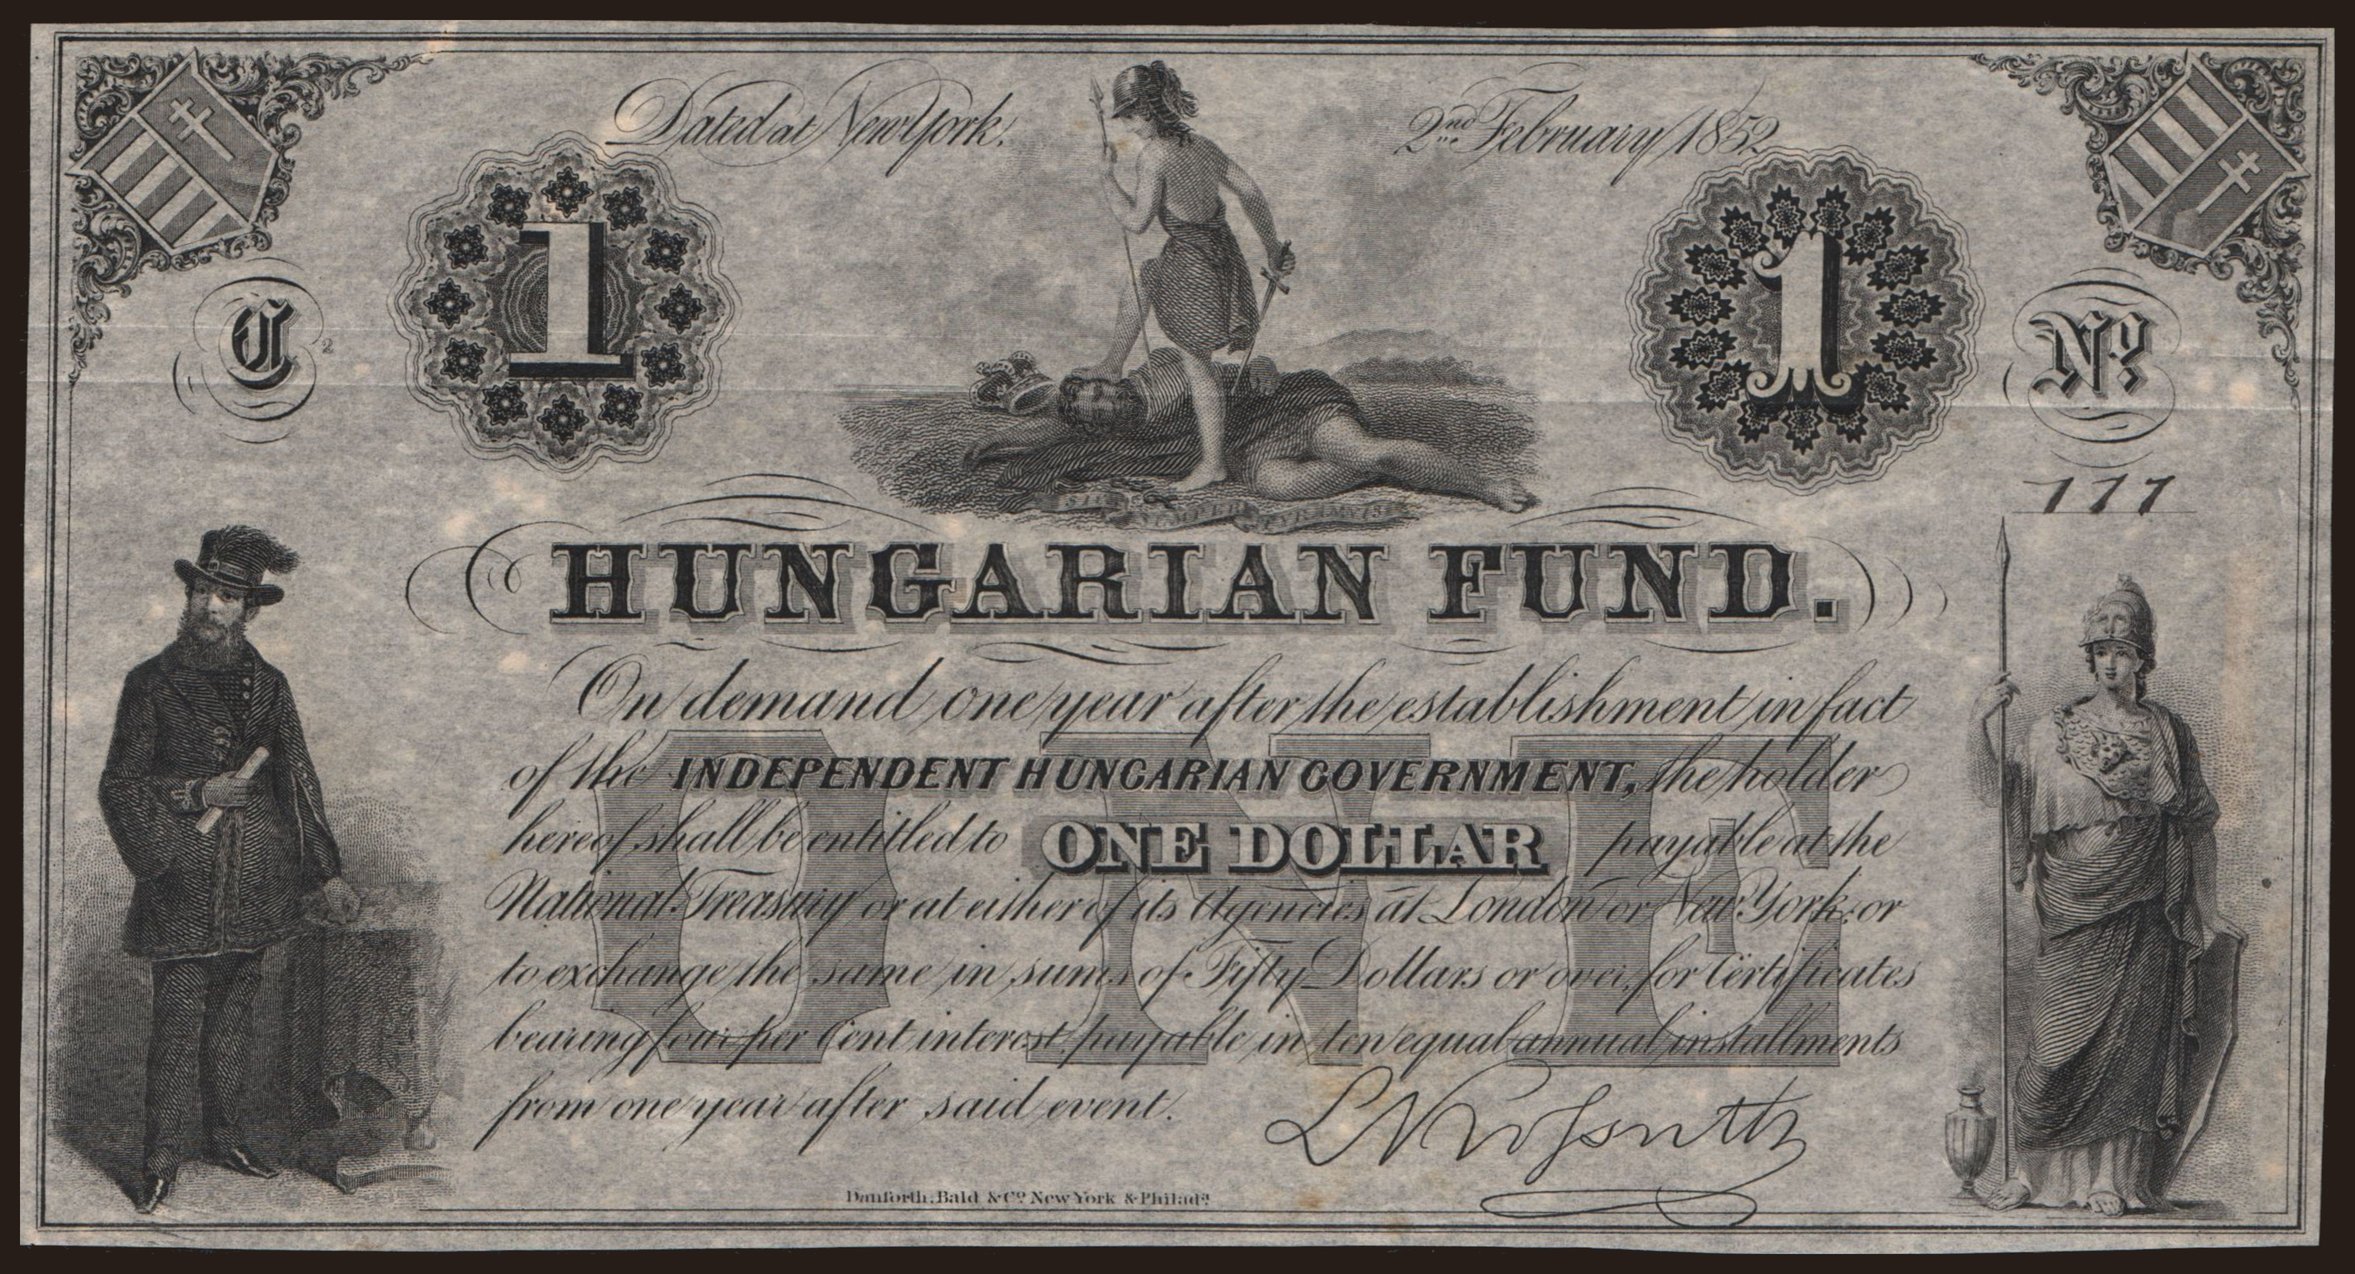 Dated at New York. 2nd February 1852
1 1
C 2 No.
777
SIC SEMPER TYRANNIS
HUNGARIAN FUND.
On demand one year after the establishment in fact
of the INDEPENDENT HUNGARIAN GOVERNMENT, the holder
hereof shall be entitled to ONE DOLLAR payable at the
National Treasury or at either of its Agencies at London or New York; or
to exchange the same in sums of Fifty Dollars or over, for Certificates
bearing four per Cent interest, payable in ten equal annual installments
from one year after said event.
ONE
L Kossuth
Danforth, Bald & Co. New York & Philada.